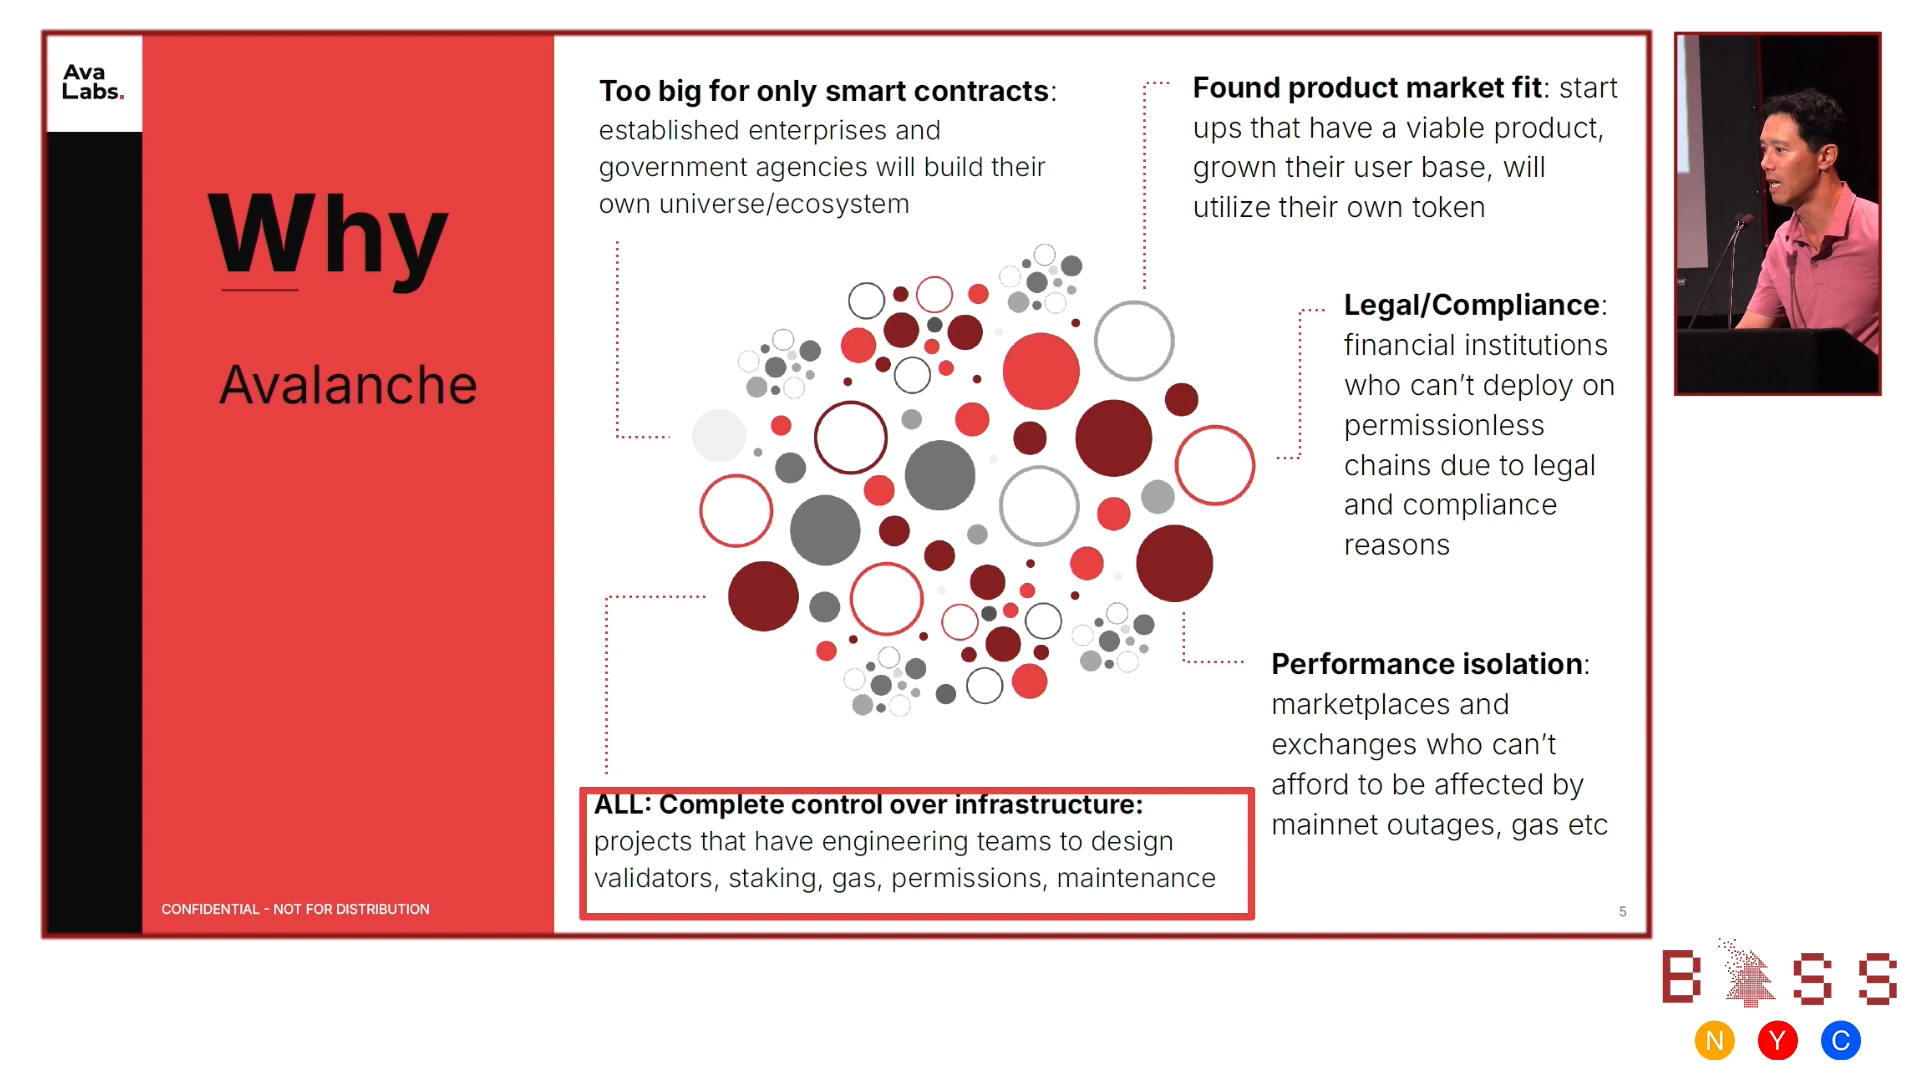 Ava
Labs.
Why
Avalanche
CONFIDENTIAL - NOT FOR DISTRIBUTION
Too big for only smart contracts:
established enterprises and
government agencies will build their
own universe/ecosystem
Found product market fit: start
ups that have a viable product,
grown their user base, will
utilize their own token
Legal/Compliance:
financial institutions
who can’t deploy on
permissionless
chains due to legal
and compliance
reasons
Performance isolation:
marketplaces and
exchanges who can’t
afford to be affected by
mainnet outages, gas etc
ALL: Complete control over infrastructure:
projects that have engineering teams to design
validators, staking, gas, permissions, maintenance
5
B SS
N Y C